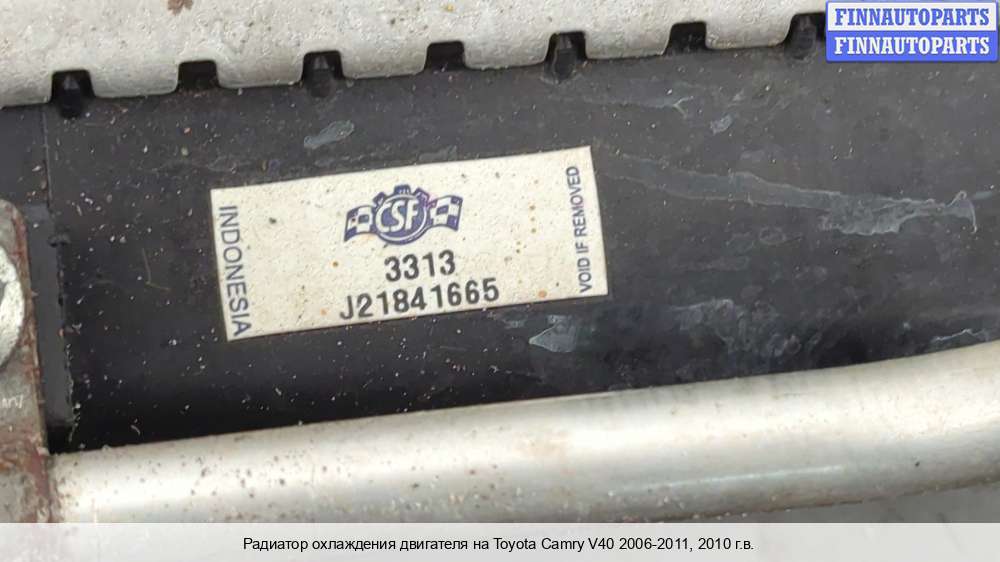 FINNAUTOPARTS
FINNAUTOPARTS
INDONESIA
CSF
3313
J21841665
VOID IF REMOVED
Радиатор охлаждения двигателя на Toyota Camry V40 2006-2011, 2010 г.в.